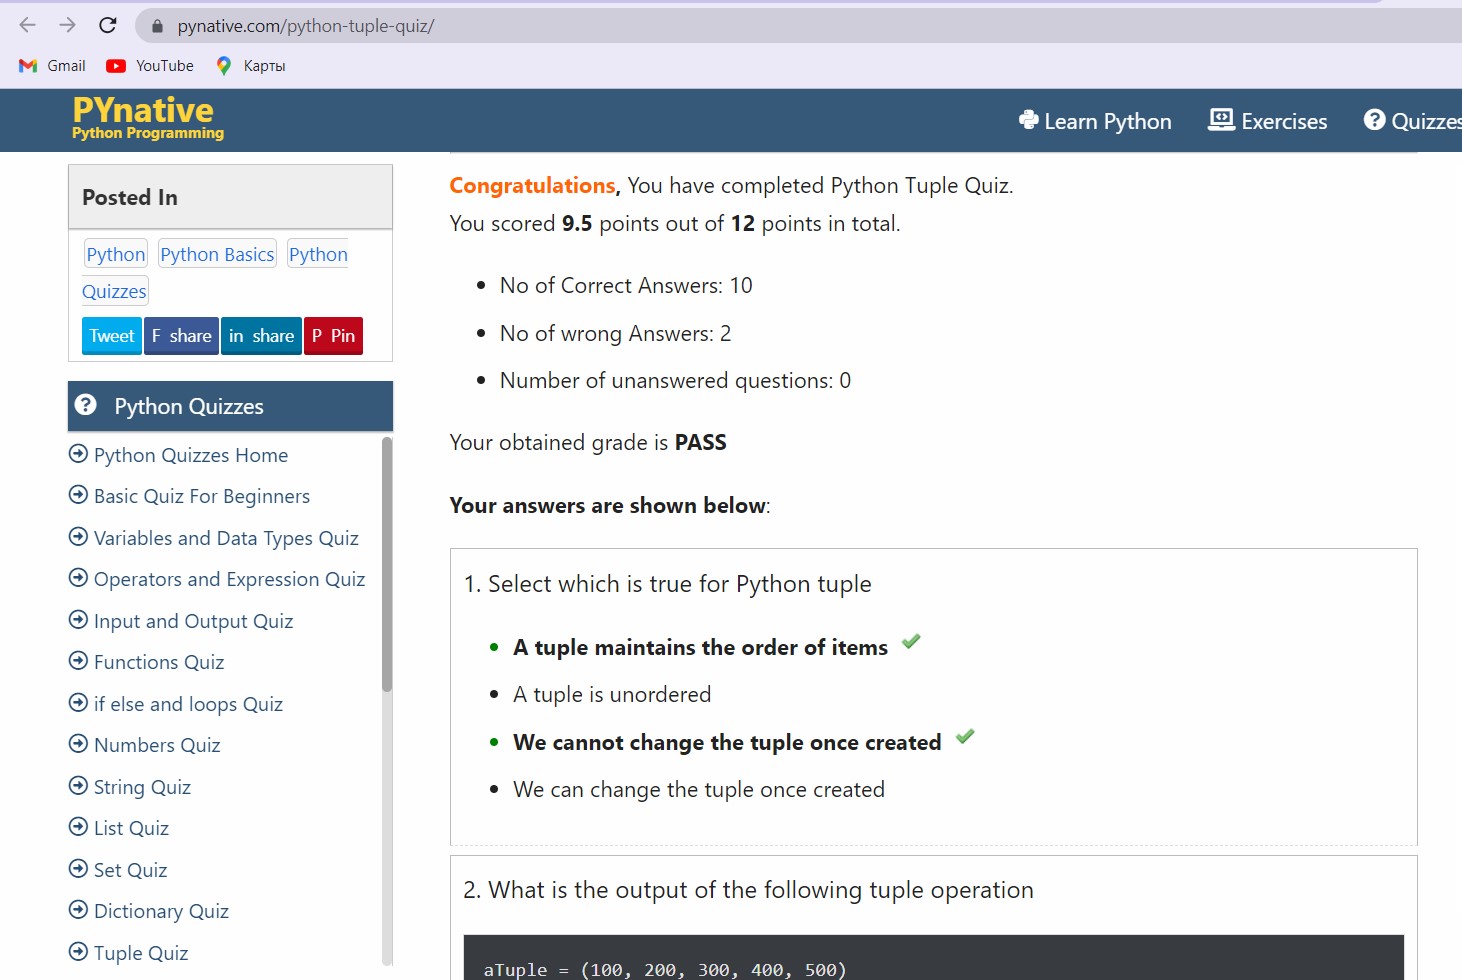 pynative.com/python-tuple-quiz/
Gmail YouTube Карты
PYnative
Python Programming
Learn Python Exercises Quizzes
Posted In
Python Python Basics Python
Quizzes
Tweet F share in share P Pin
Python Quizzes
Python Quizzes Home
Basic Quiz For Beginners
Variables and Data Types Quiz
Operators and Expression Quiz
Input and Output Quiz
Functions Quiz
if else and loops Quiz
Numbers Quiz
String Quiz
List Quiz
Set Quiz
Dictionary Quiz
Tuple Quiz
Congratulations, You have completed Python Tuple Quiz.
You scored 9.5 points out of 12 points in total.
No of Correct Answers: 10
No of wrong Answers: 2
Number of unanswered questions: 0
Your obtained grade is PASS
Your answers are shown below:
1. Select which is true for Python tuple
A tuple maintains the order of items
A tuple is unordered
We cannot change the tuple once created
We can change the tuple once created
2. What is the output of the following tuple operation
aTuple = (100, 200, 300, 400, 500)